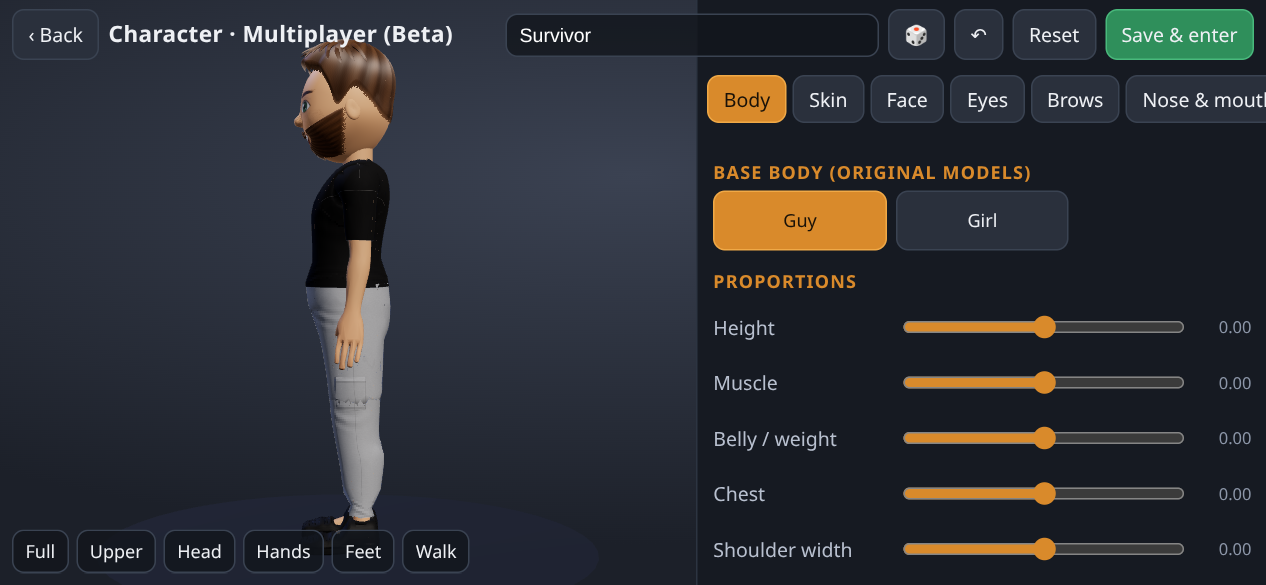 ‹ Back
Character · Multiplayer (Beta)
Survivor
Reset
Save & enter
Body
Skin
Face
Eyes
Brows
Nose & mouth
BASE BODY (ORIGINAL MODELS)
Guy
Girl
PROPORTIONS
Height 0.00
Muscle 0.00
Belly / weight 0.00
Chest 0.00
Shoulder width 0.00
Full
Upper
Head
Hands
Feet
Walk